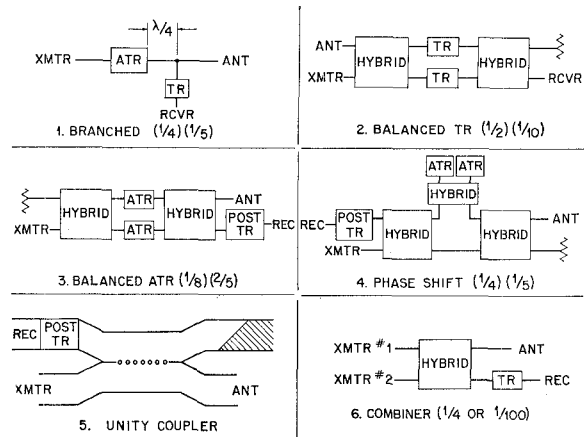 λ/4
XMTR ATR ANT
TR
RCVR
1. BRANCHED (1/4)(1/5)
ANT HYBRID TR HYBRID
XMTR TR RCVR
2. BALANCED TR (1/2)(1/10)
HYBRID ATR HYBRID ANT
XMTR ATR POST TR REC
3. BALANCED ATR (1/8)(2/5)
ATR ATR
HYBRID
REC POST TR HYBRID HYBRID ANT
XMTR
4. PHASE SHIFT (1/4)(1/5)
REC POST TR
XMTR ANT
5. UNITY COUPLER
XMTR #1 HYBRID ANT
XMTR #2 TR REC
6. COMBINER (1/4 OR 1/100)